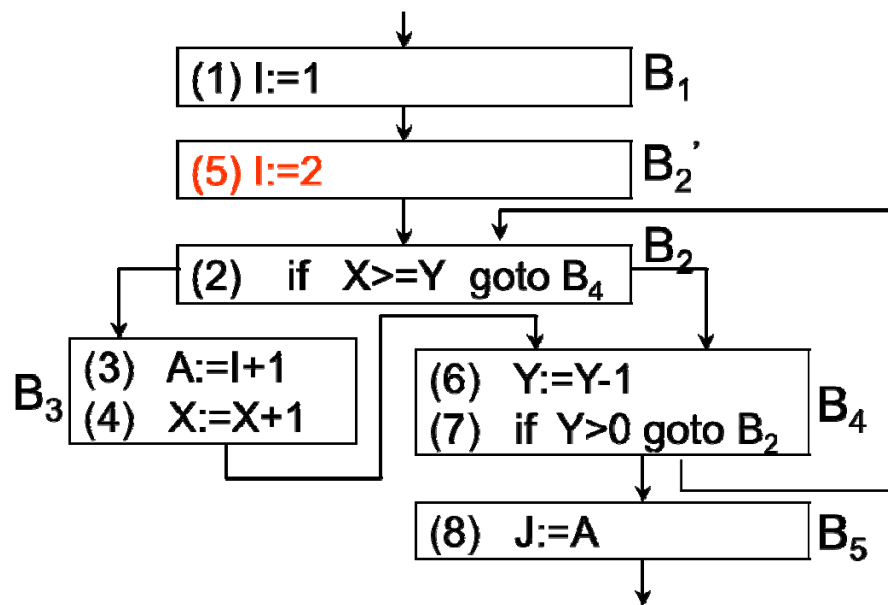 (1) I:=1 B₁
(5) I:=2 B₂’
(2) if X>=Y goto B₄ B₂
B₃ (3) A:=I+1
(4) X:=X+1
(6) Y:=Y-1
(7) if Y>0 goto B₂ B₄
(8) J:=A B₅